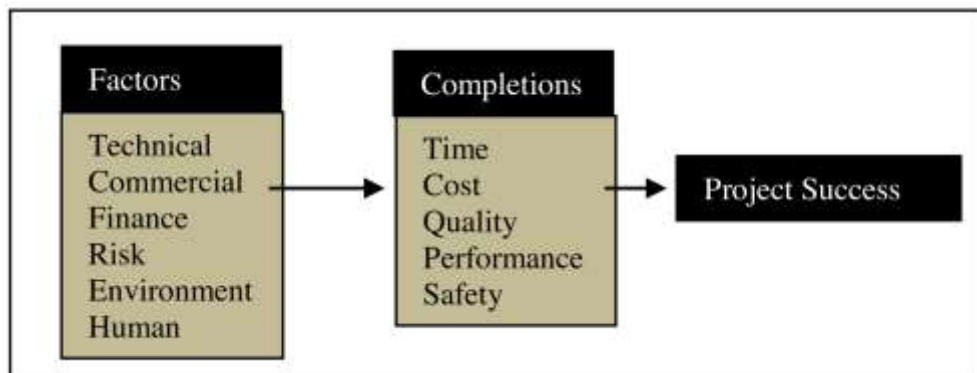 Factors
Technical
Commercial
Finance
Risk
Environment
Human
Completions
Time
Cost
Quality
Performance
Safety
Project Success